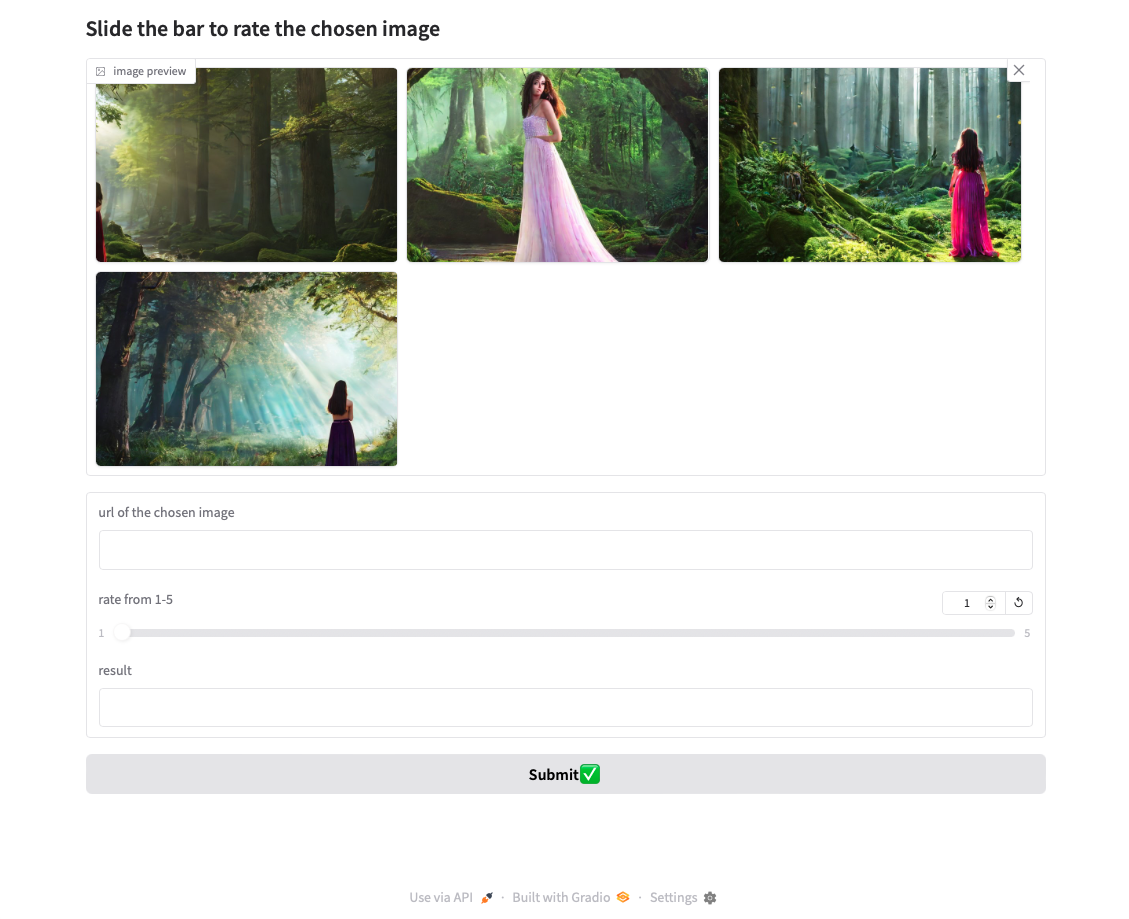 Slide the bar to rate the chosen image
image preview
url of the chosen image
rate from 1-5
1
1
5
result
Submit✅
Use via API · Built with Gradio · Settings